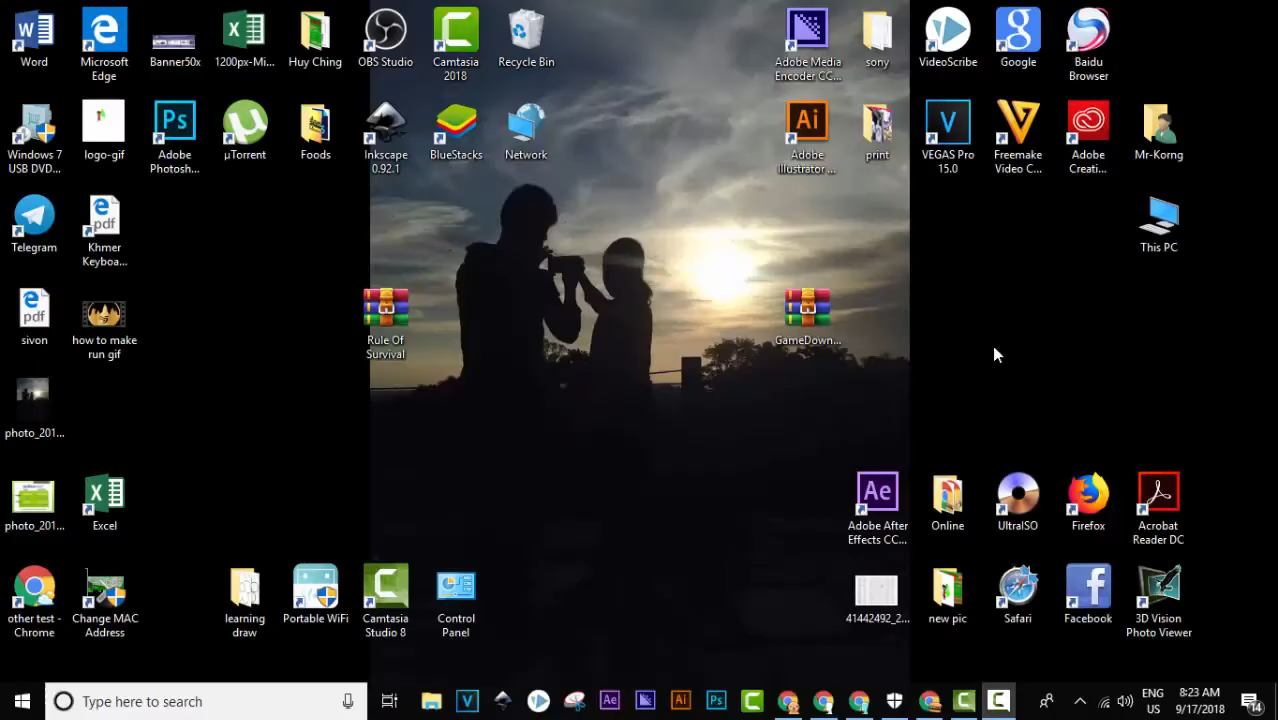 Word
Microsoft
Edge
Banner50x
1200px-Mi...
Huy Ching
OBS Studio
Camtasia
2018
Recycle Bin
Adobe Media
Encoder CC...
sony
VideoScribe
Google
Baidu
Browser
Windows 7
USB DVD...
logo-gif
Adobe
Photosh...
µTorrent
Foods
Inkscape
0.92.1
BlueStacks
Network
Adobe
Illustrator ...
print
VEGAS Pro
15.0
Freemake
Video C...
Adobe
Creati...
Mr-Korng
Telegram
Khmer
Keyboa...
This PC
sivon
how to make
run gif
Rule Of
Survival
GameDown...
photo_201...
photo_201...
Excel
Adobe After
Effects CC...
Online
UltraISO
Firefox
Acrobat
Reader DC
other test -
Chrome
Change MAC
Address
learning
draw
Portable WiFi
Camtasia
Studio 8
Control
Panel
41442492_2...
new pic
Safari
Facebook
3D Vision
Photo Viewer
Type here to search
ENG
US
8:23 AM
9/17/2018
14